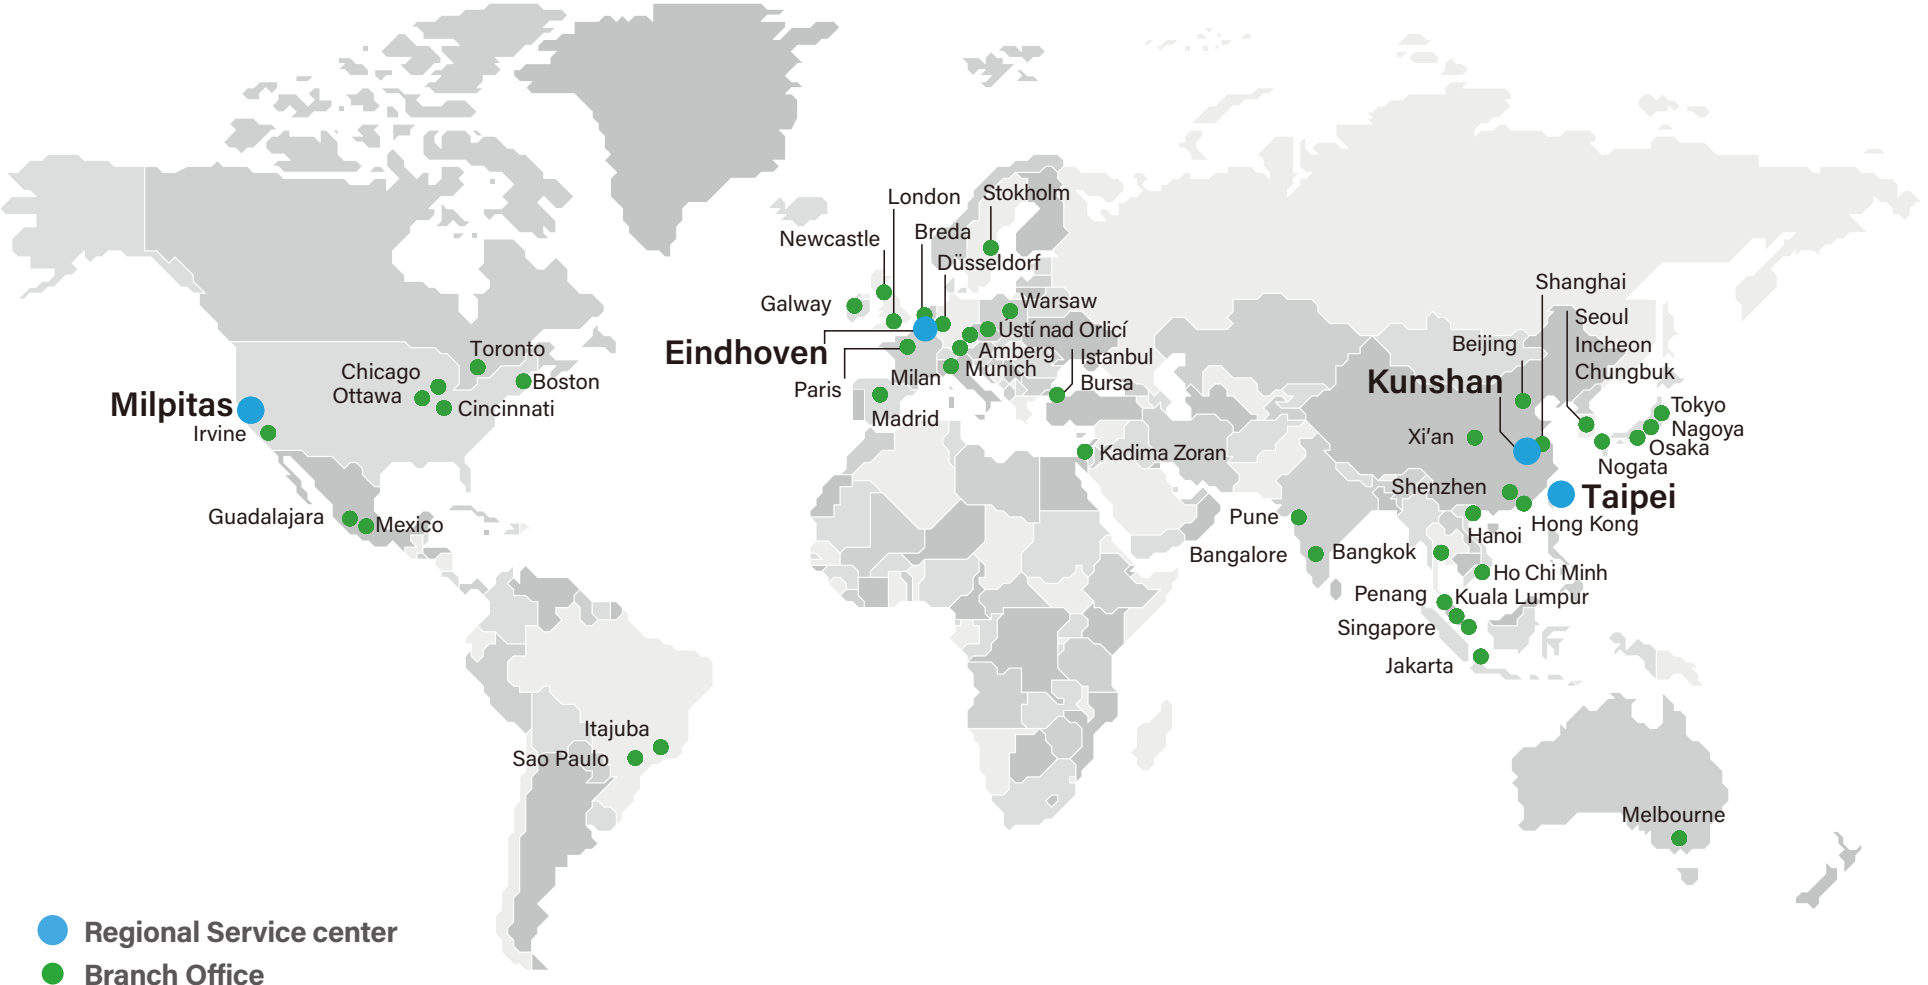 London
Stokholm
Newcastle
Breda
Düsseldorf
Galway
Warsaw
Ústí nad Orlicí
Eindhoven
Amberg
Istanbul
Munich
Paris
Milan
Bursa
Madrid
Kadima Zoran
Toronto
Chicago
Ottawa
Boston
Cincinnati
Milpitas
Irvine
Guadalajara
Mexico
Itajuba
Sao Paulo
Shanghai
Seoul
Incheon
Chungbuk
Beijing
Kunshan
Tokyo
Nagoya
Osaka
Nogata
Xi’an
Shenzhen
Taipei
Hong Kong
Hanoi
Pune
Bangalore
Bangkok
Ho Chi Minh
Penang
Kuala Lumpur
Singapore
Jakarta
Melbourne
Regional Service center
Branch Office